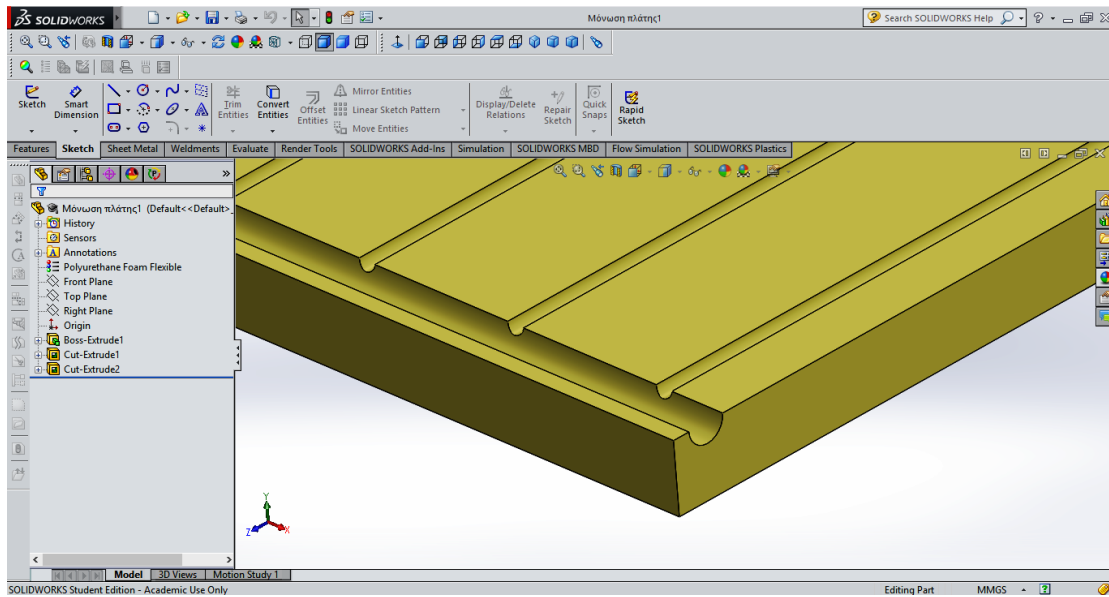 SOLIDWORKS
Μόνωση πλάτης1
Search SOLIDWORKS Help
Sketch
Smart Dimension
Trim Entities
Convert Entities
Offset Entities
Mirror Entities
Linear Sketch Pattern
Move Entities
Display/Delete Relations
Repair Sketch
Quick Snaps
Rapid Sketch
Features Sketch Sheet Metal Weldments Evaluate Render Tools SOLIDWORKS Add-Ins Simulation SOLIDWORKS MBD Flow Simulation SOLIDWORKS Plastics
Μόνωση πλάτης1 (Default<<Default>_
History
Sensors
Annotations
Polyurethane Foam Flexible
Front Plane
Top Plane
Right Plane
Origin
Boss-Extrude1
Cut-Extrude1
Cut-Extrude2
Y
Z X
Model 3D Views Motion Study 1
SOLIDWORKS Student Edition - Academic Use Only Editing Part MMGS